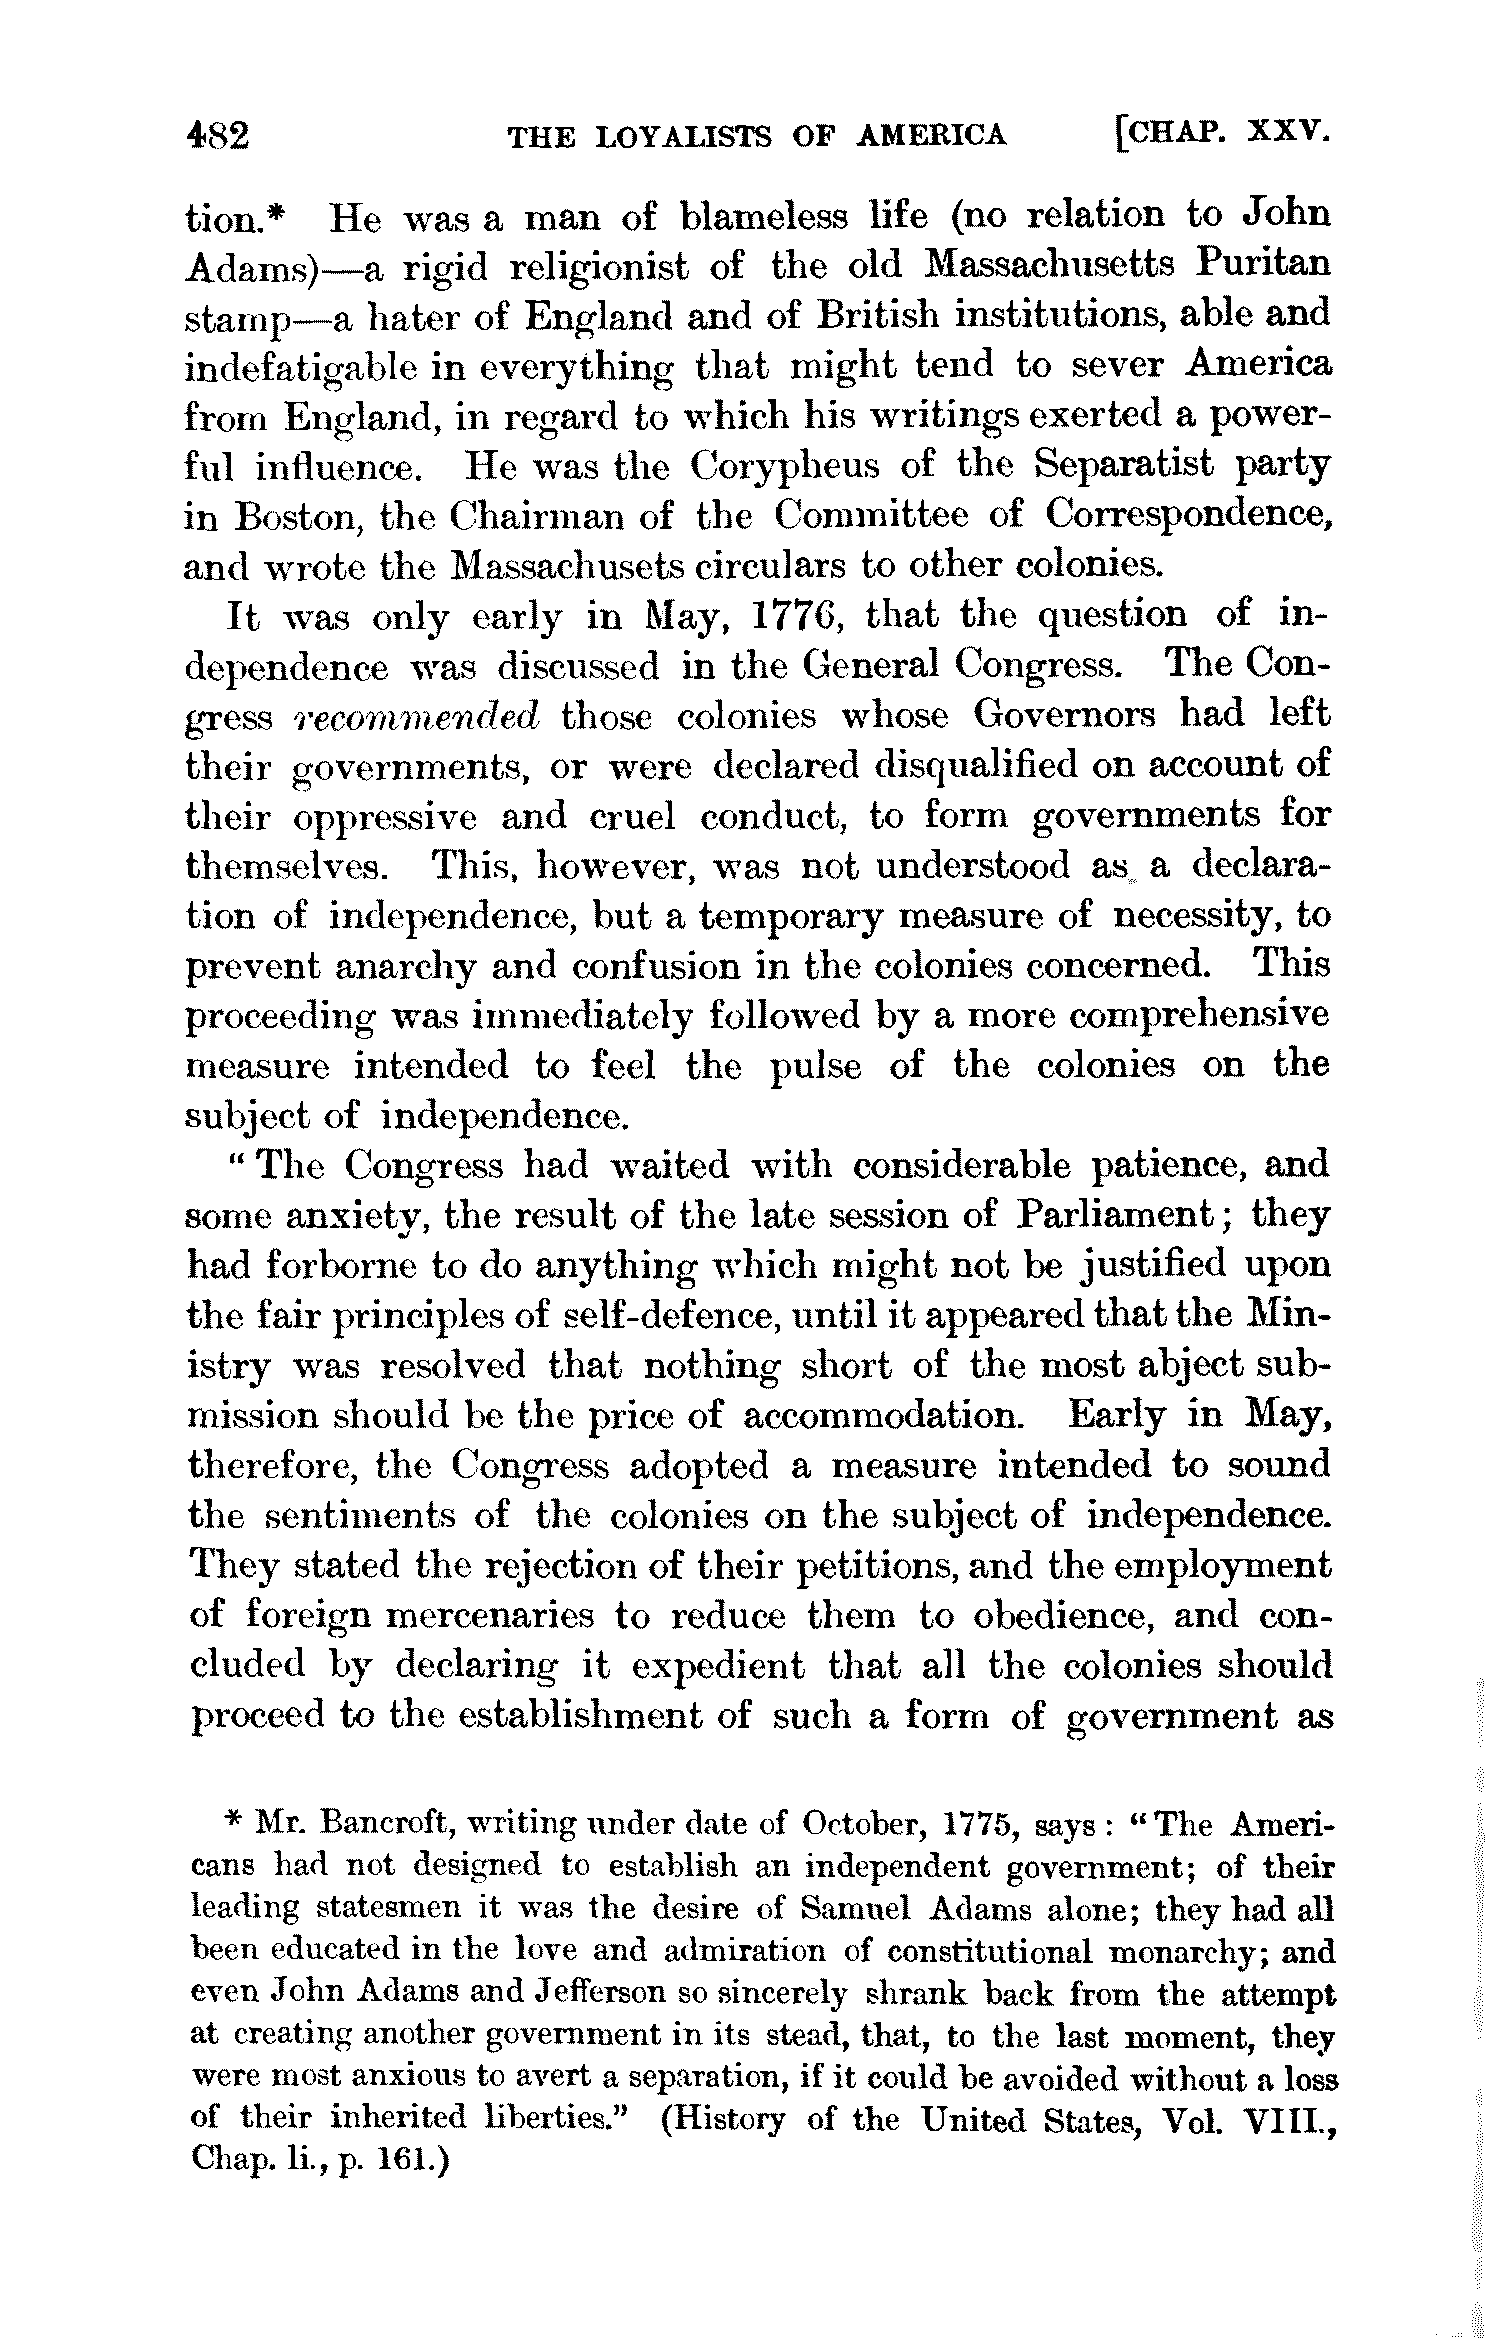 482 THE LOYALISTS OF AMERICA [CHAP. XXV.
tion.* He was a man of blameless life (no relation to John
Adams)—a rigid religionist of the old Massachusetts Puritan
stamp—a hater of England and of British institutions, able and
indefatigable in everything that might tend to sever America
from England, in regard to which his writings exerted a power-
ful influence. He was the Corypheus of the Separatist party
in Boston, the Chairman of the Committee of Correspondence,
and wrote the Massachusets circulars to other colonies.
It was only early in May, 1776, that the question of in-
dependence was discussed in the General Congress. The Con-
gress recommended those colonies whose Governors had left
their governments, or were declared disqualified on account of
their oppressive and cruel conduct, to form governments for
themselves. This, however, was not understood as a declara-
tion of independence, but a temporary measure of necessity, to
prevent anarchy and confusion in the colonies concerned. This
proceeding was immediately followed by a more comprehensive
measure intended to feel the pulse of the colonies on the
subject of independence.
“The Congress had waited with considerable patience, and
some anxiety, the result of the late session of Parliament; they
had forborne to do anything which might not be justified upon
the fair principles of self-defence, until it appeared that the Min-
istry was resolved that nothing short of the most abject sub-
mission should be the price of accommodation. Early in May,
therefore, the Congress adopted a measure intended to sound
the sentiments of the colonies on the subject of independence.
They stated the rejection of their petitions, and the employment
of foreign mercenaries to reduce them to obedience, and con-
cluded by declaring it expedient that all the colonies should
proceed to the establishment of such a form of government as
* Mr. Bancroft, writing under date of October, 1775, says: “The Ameri-
cans had not designed to establish an independent government; of their
leading statesmen it was the desire of Samuel Adams alone; they had all
been educated in the love and admiration of constitutional monarchy; and
even John Adams and Jefferson so sincerely shrank back from the attempt
at creating another government in its stead, that, to the last moment, they
were most anxious to avert a separation, if it could be avoided without a loss
of their inherited liberties.” (History of the United States, Vol. VIII.,
Chap. li., p. 161.)